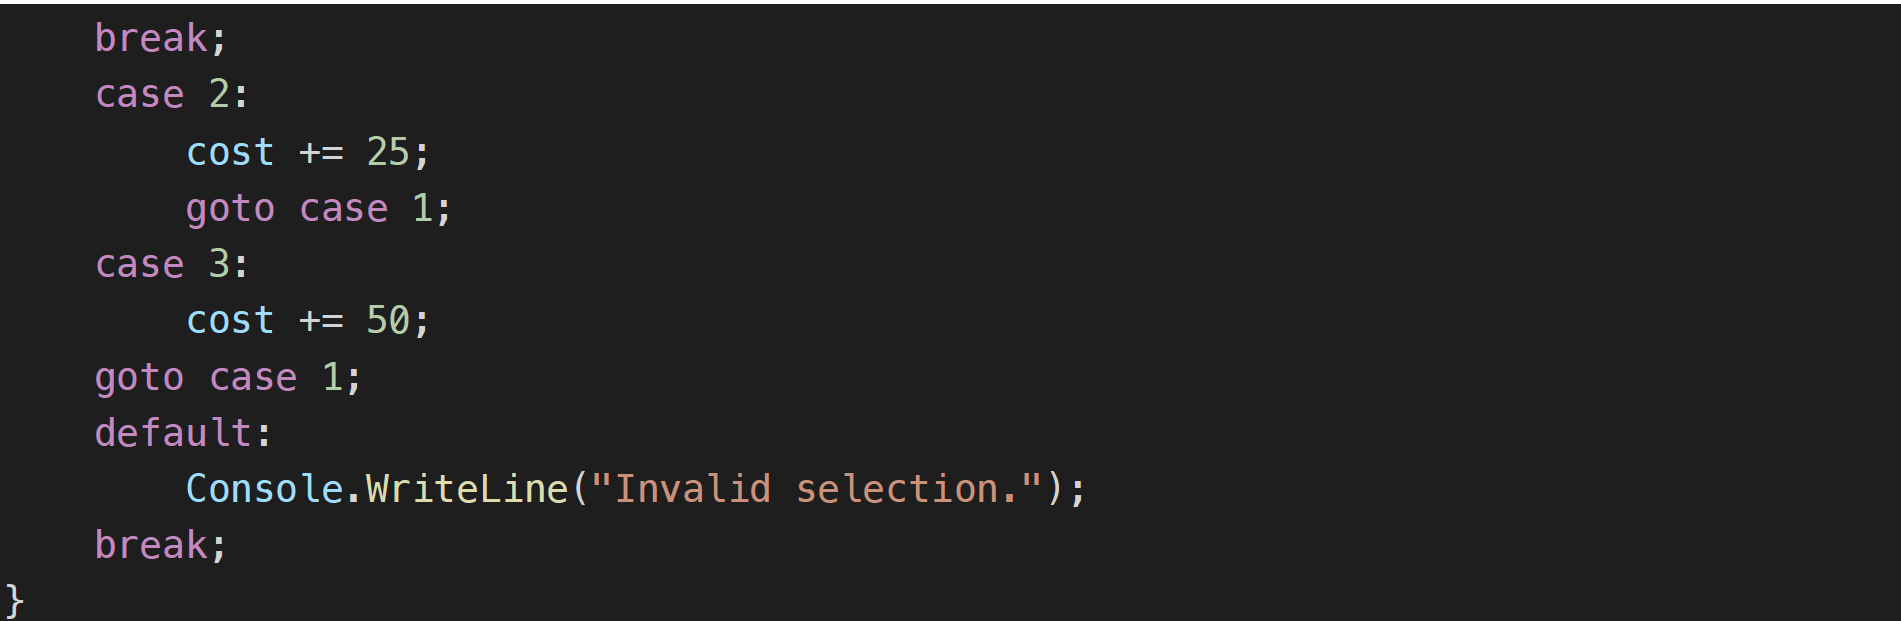 break;
case 2:
cost += 25;
goto case 1;
case 3:
cost += 50;
goto case 1;
default:
Console.WriteLine("Invalid selection.");
break;
}